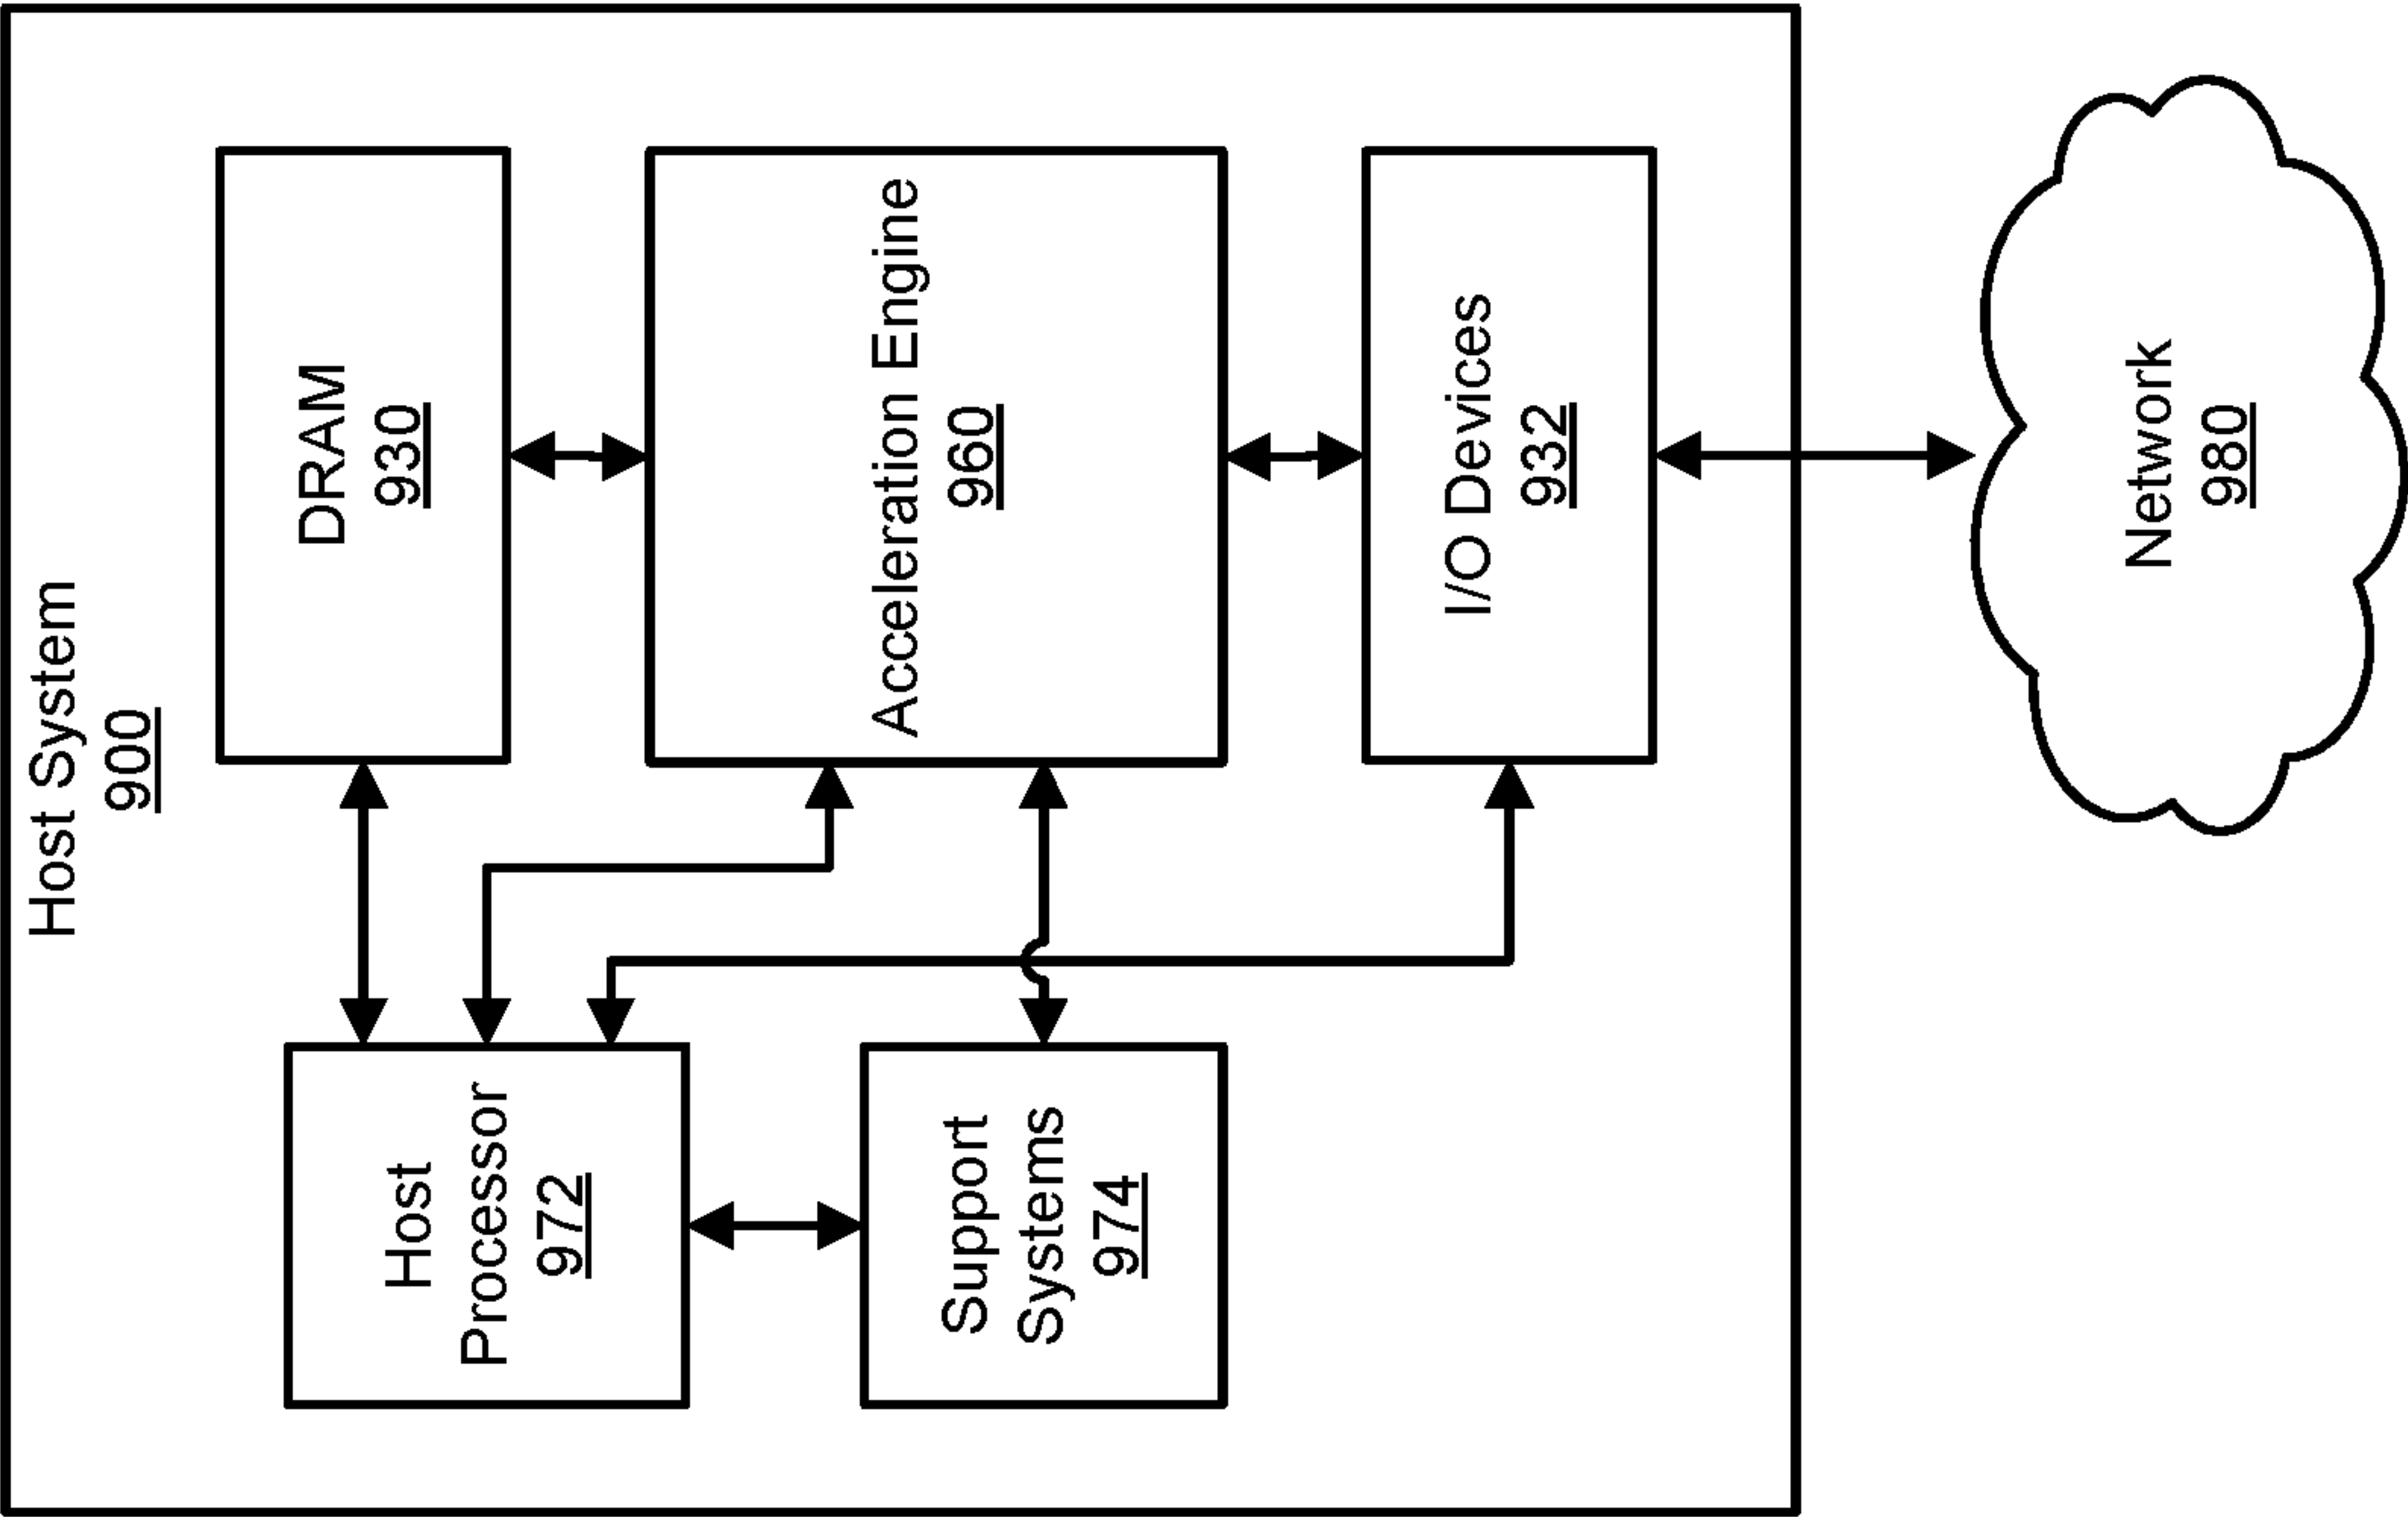 Host System
900
Host
Processor
972
DRAM
930
Support
Systems
974
Acceleration Engine
960
I/O Devices
932
Network
980